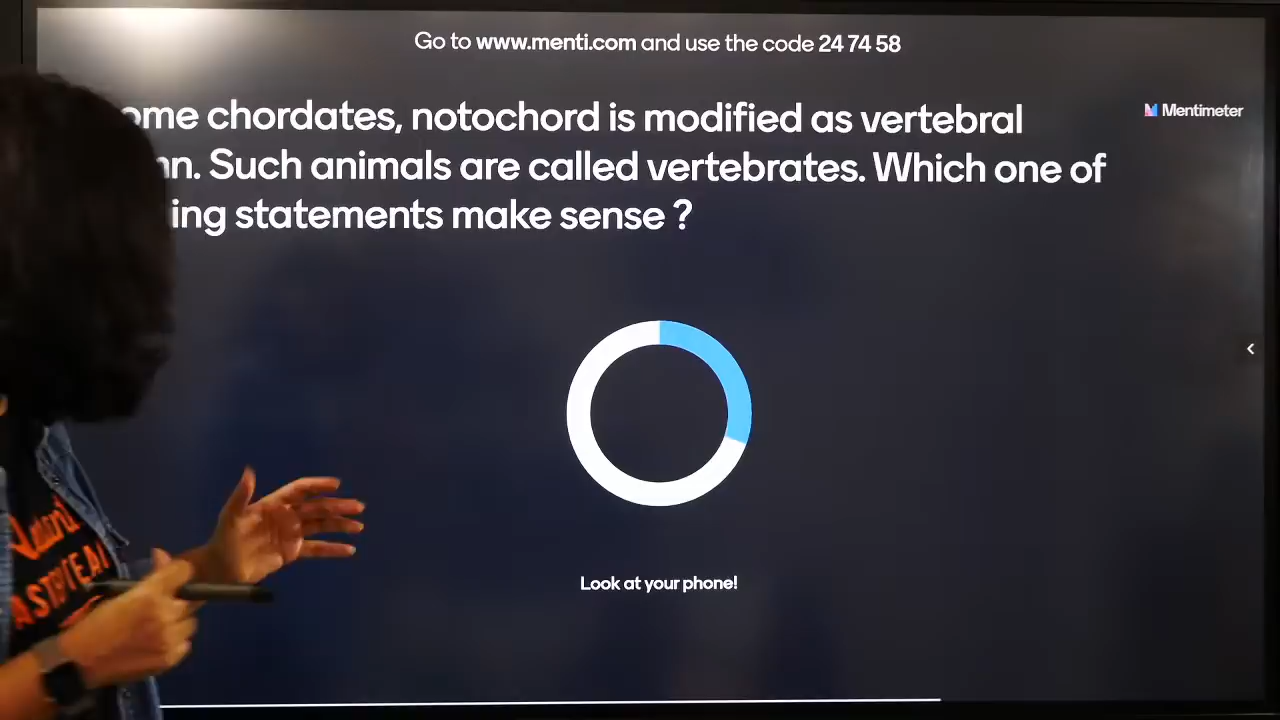 Go to www.menti.com and use the code 24 74 58
ome chordates, notochord is modified as vertebral
Mentimeter
nn. Such animals are called vertebrates. Which one of
ing statements make sense ?
Look at your phone!